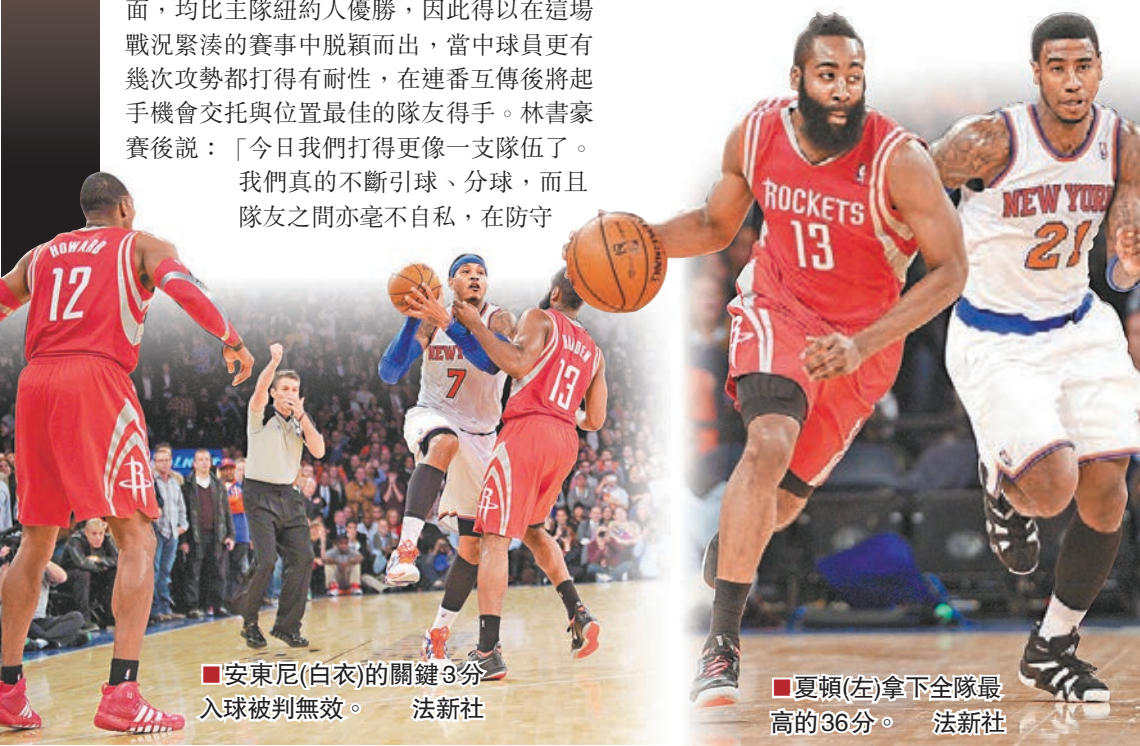 面，均比主隊紐約人優勝，因此得以在這場
戰況緊湊的賽事中脱穎而出，當中球員更有
幾次攻勢都打得有耐性，在連番互傳後將起
手機會交托與位置最佳的隊友得手。林書豪
賽後説：「今日我們打得更像一支隊伍了。
我們真的不斷引球、分球，而且
隊友之間亦毫不自私，在防守
HOWARD
12
NEW Y
7
HARDEN
13
ROCKETS
13
NEW YORK
21
■安東尼(白衣)的關鍵3分
入球被判無效。 法新社
■夏頓(左)拿下全隊最
高的36分。 法新社